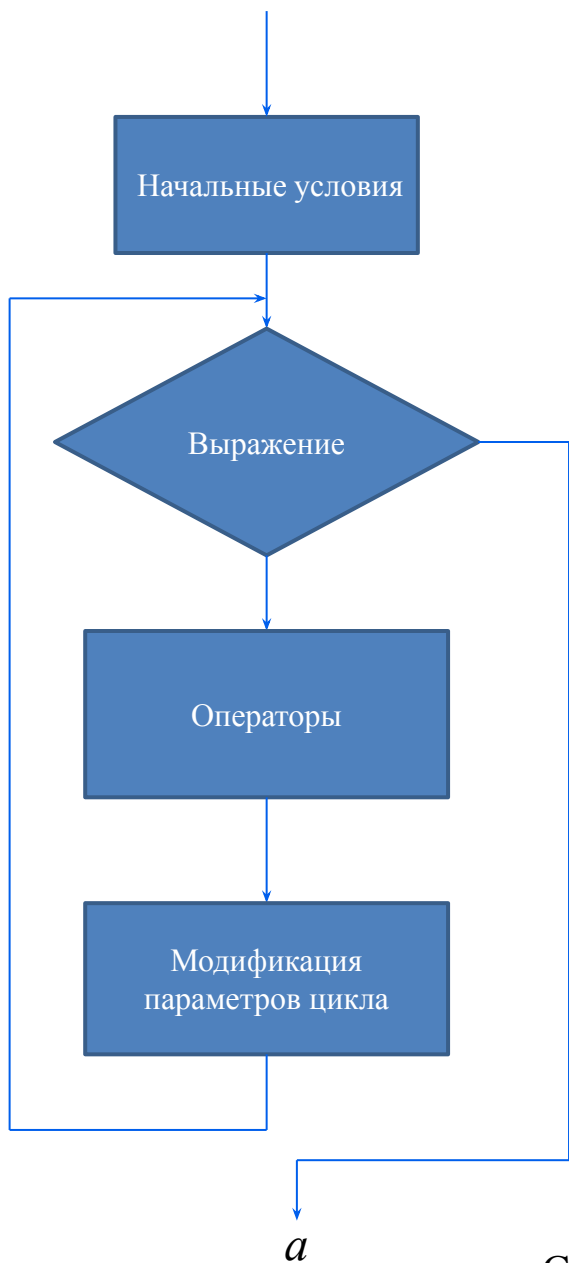 Начальные условия
Выражение
Операторы
Модификация
параметров цикла
a